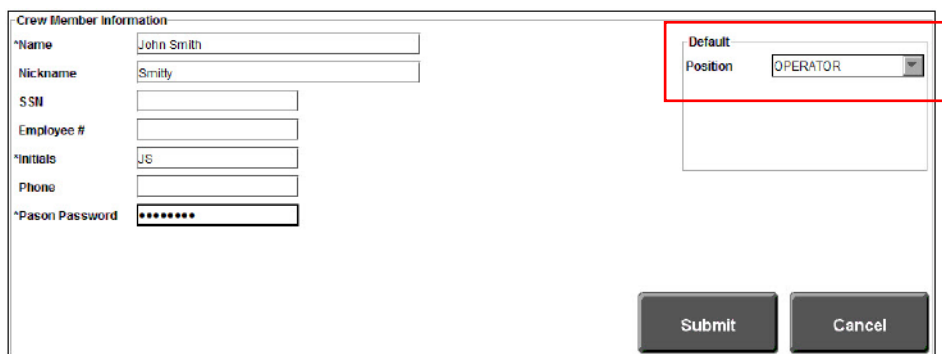 Crew Member Information
*Name John Smith
Nickname Smitty
SSN
Employee #
*Initials JS
Phone
*Pason Password ••••••••
Default
Position OPERATOR
Submit Cancel